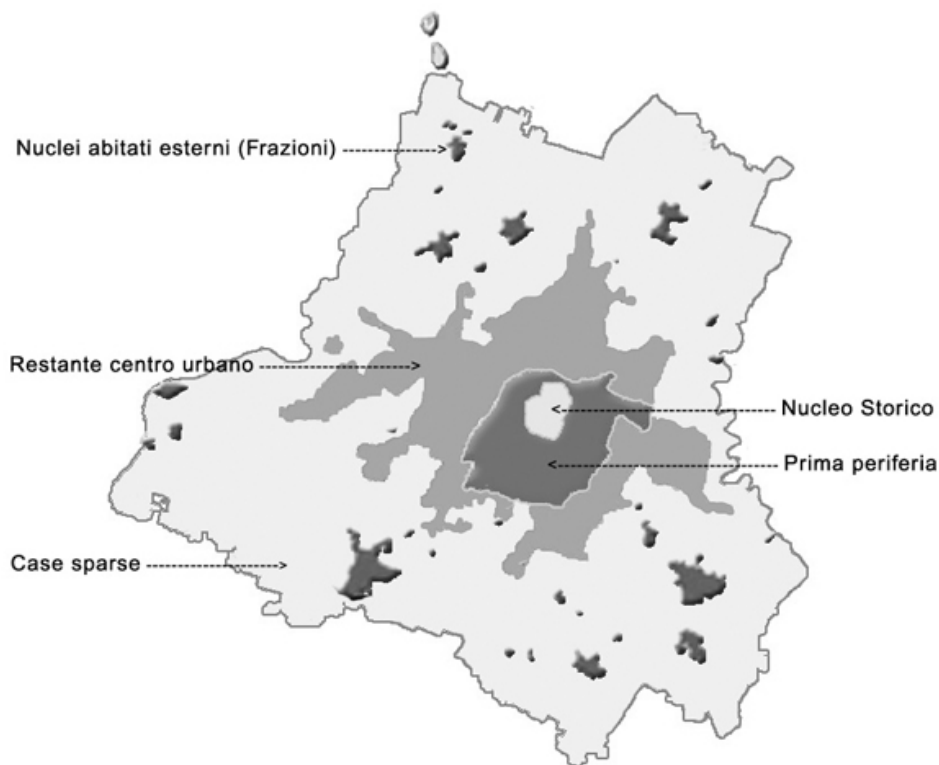 Nuclei abitati esterni (Frazioni)
Restante centro urbano
Nucleo Storico
Prima periferia
Case sparse